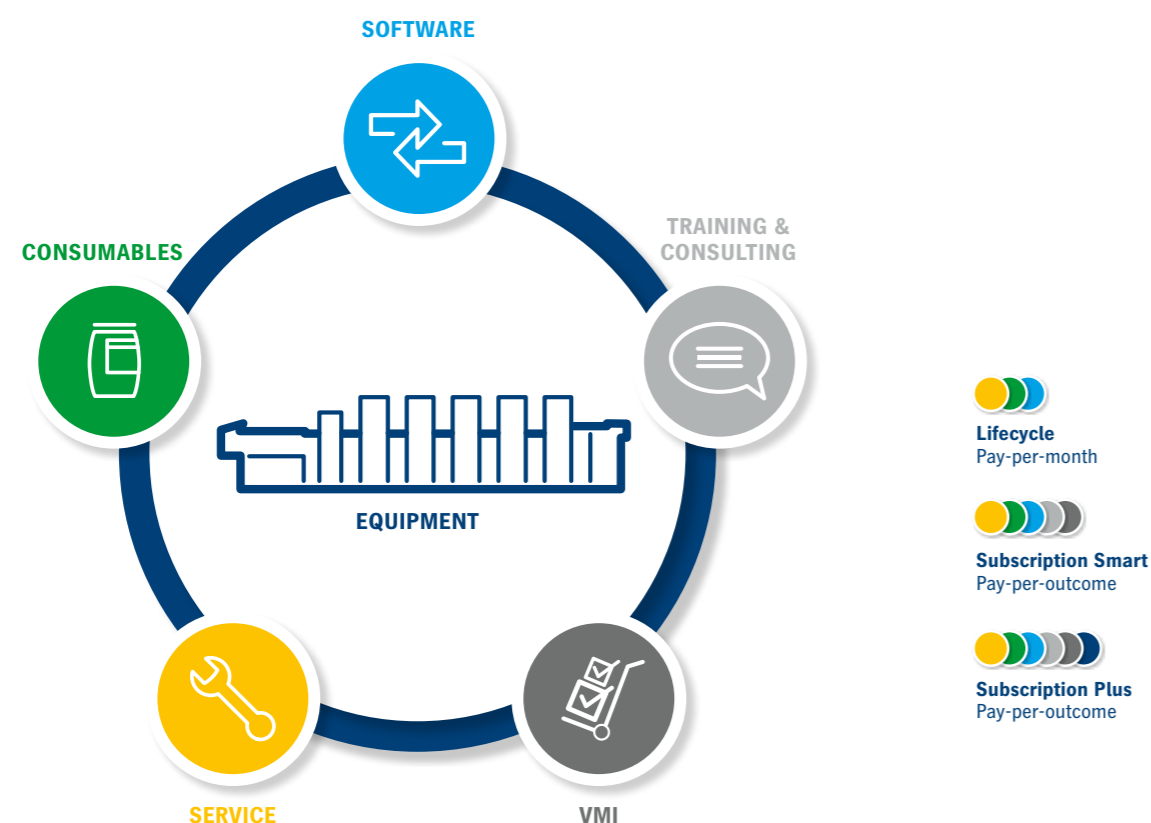 SOFTWARE
TRAINING &
CONSULTING
CONSUMABLES
EQUIPMENT
SERVICE
VMI
Lifecycle
Pay-per-month
Subscription Smart
Pay-per-outcome
Subscription Plus
Pay-per-outcome